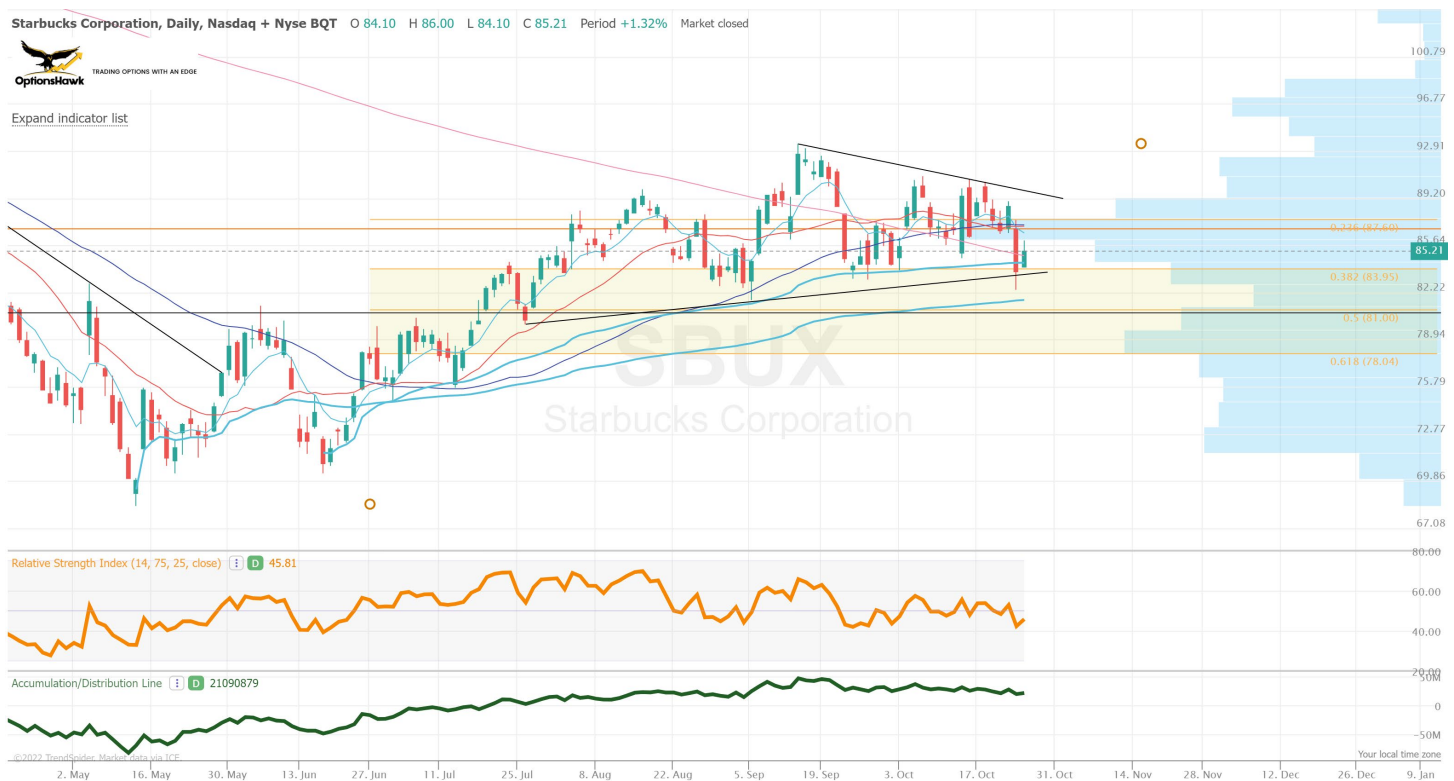 Starbucks Corporation, Daily, Nasdaq + Nyse BQT O 84.10 H 86.00 L 84.10 C 85.21 Period +1.32% Market closed
OptionsHawk
TRADING OPTIONS WITH AN EDGE
Expand indicator list
100.79
96.77
92.91
89.20
0.236 (87.60)
85.64
85.21
0.382 (83.95)
82.22
0.5 (81.00)
78.94
0.618 (78.04)
75.79
72.77
69.86
67.08
SBUX
Starbucks Corporation
Relative Strength Index (14, 75, 25, close) D 45.81
80.00
60.00
40.00
20.00
Accumulation/Distribution Line D 21090879
50M
0
−50M
©2022 TrendSpider. Market data via ICE
Your local time zone
2. May 16. May 30. May 13. Jun 27. Jun 11. Jul 25. Jul 8. Aug 22. Aug 5. Sep 19. Sep 3. Oct 17. Oct 31. Oct 14. Nov 28. Nov 12. Dec 26. Dec 9. Jan